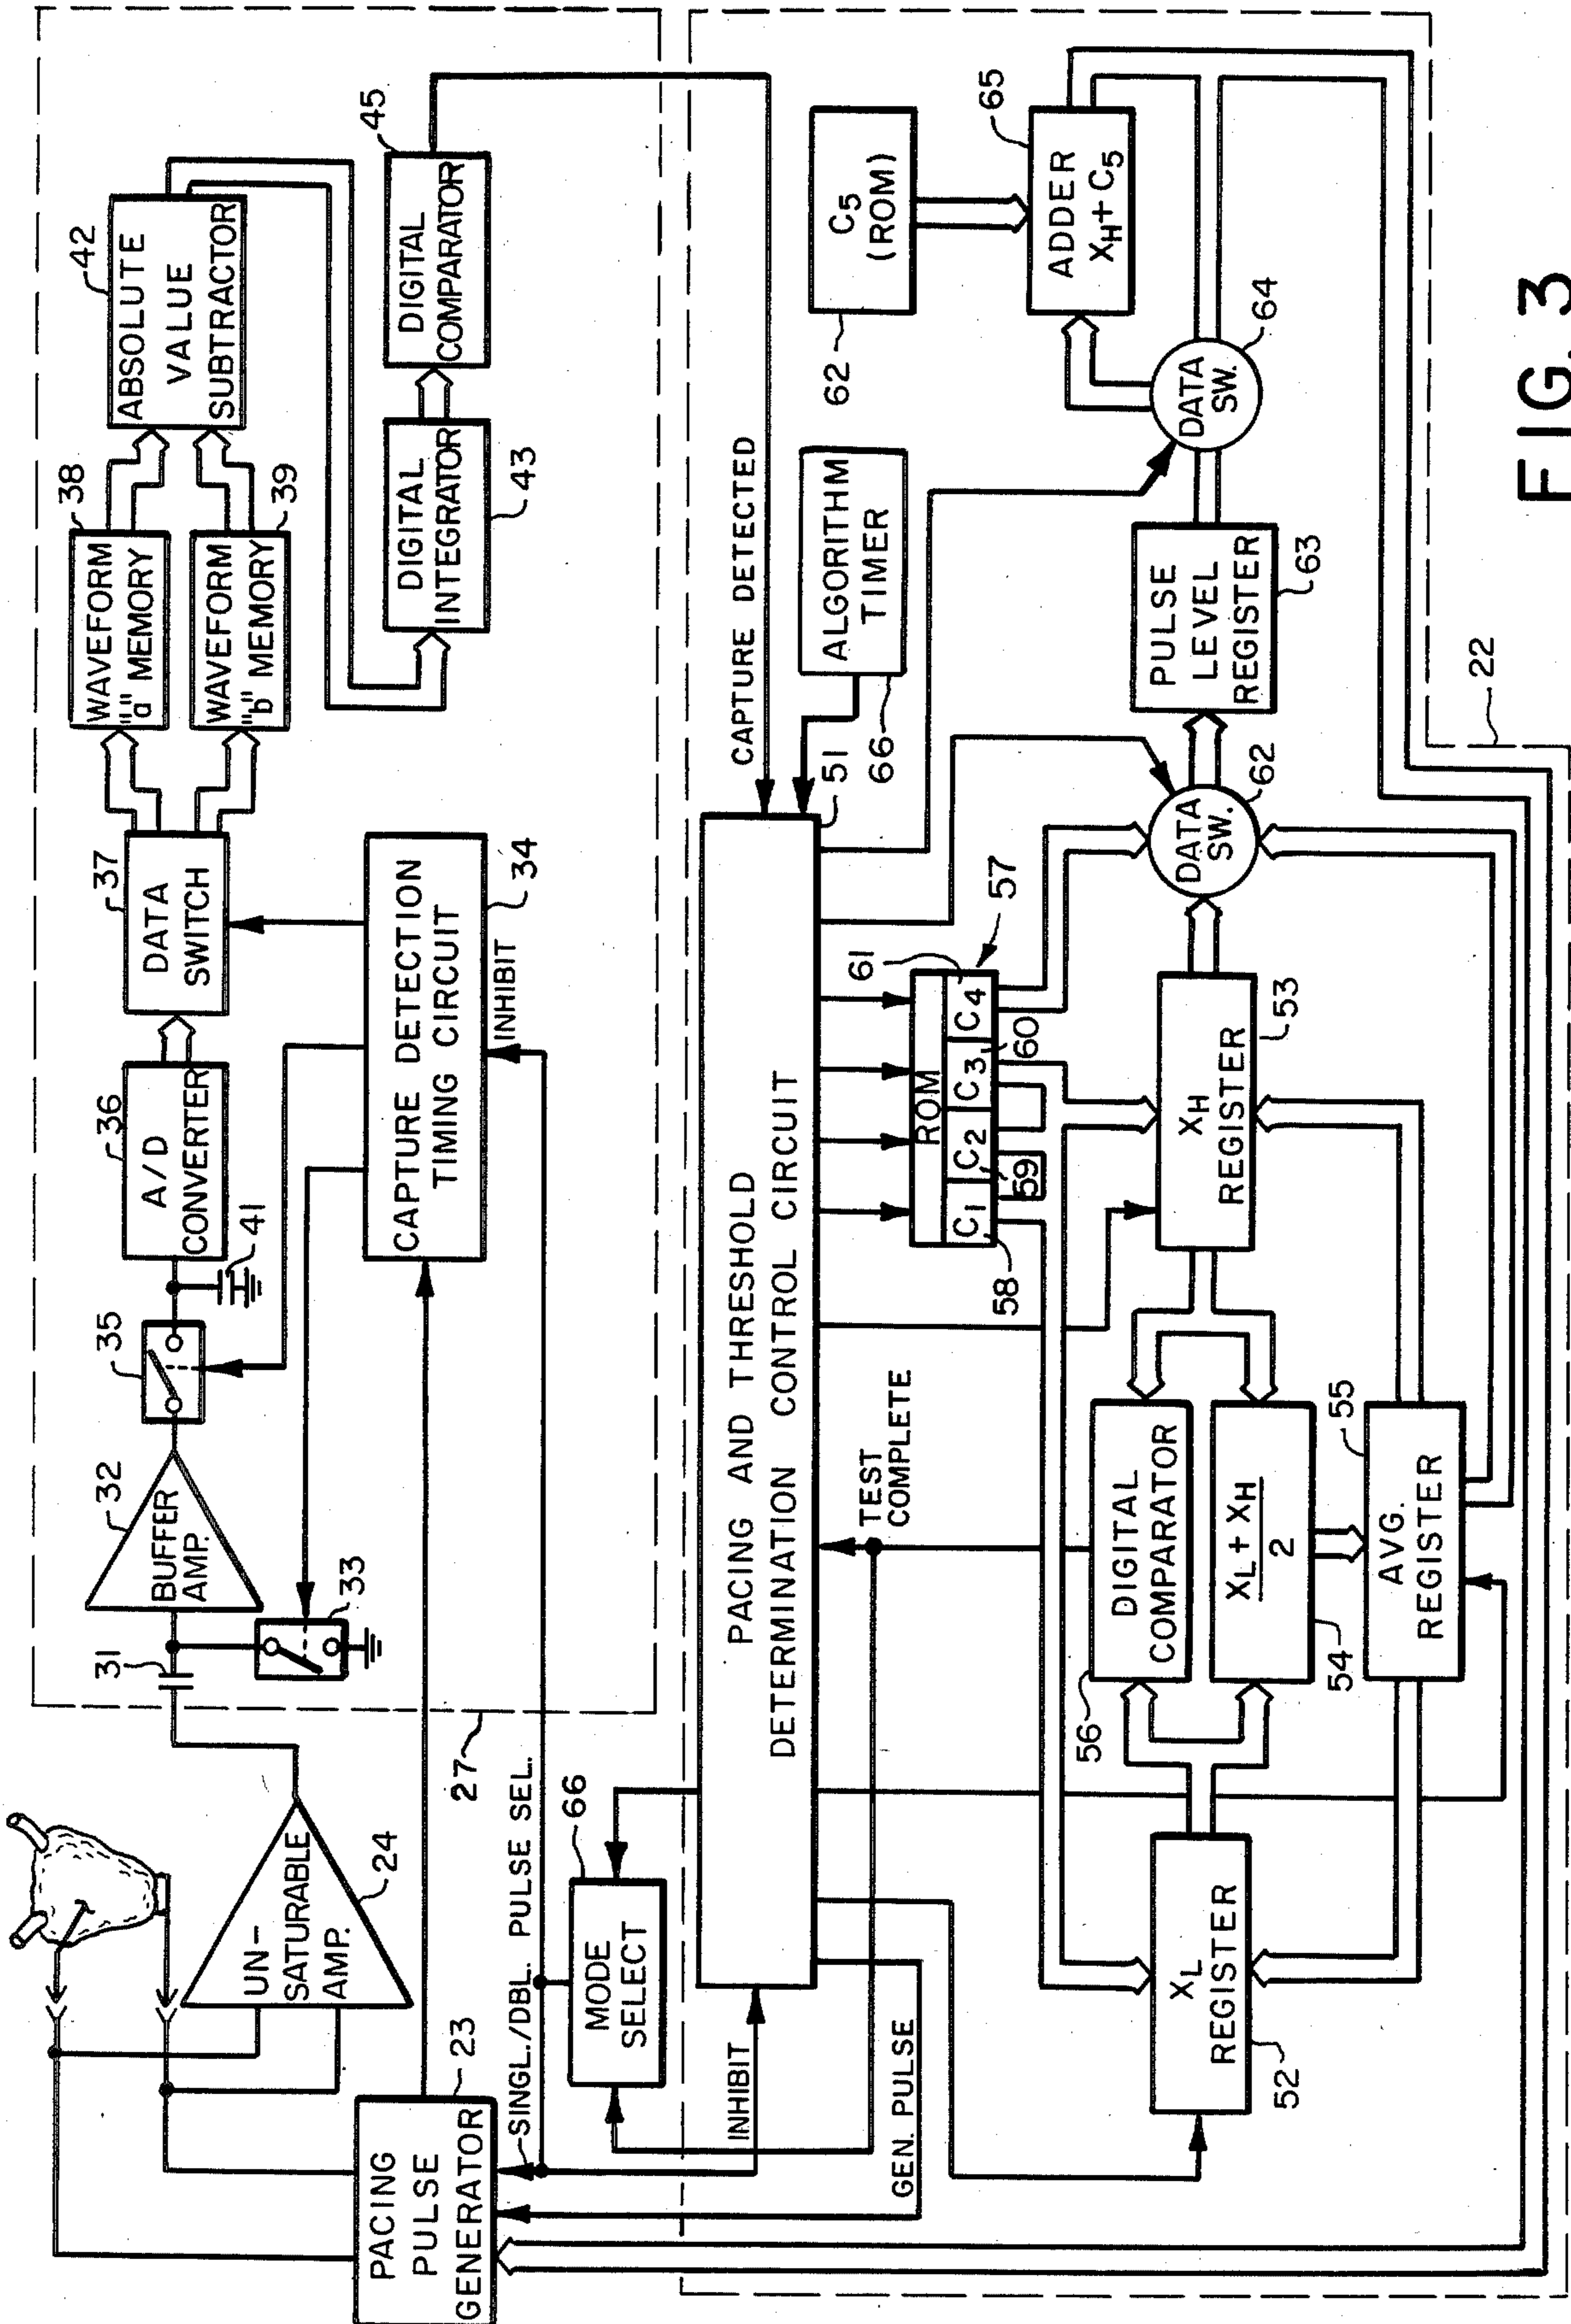 PACING
PULSE
GENERATOR
23
UN-
SATURABLE
AMP.
24
27
31
BUFFER
AMP.
32
33
35
41
A/D
CONVERTER
36
DATA
SWITCH
37
WAVEFORM
"a" MEMORY
38
WAVEFORM
"b" MEMORY
39
ABSOLUTE
VALUE
SUBTRACTOR
42
DIGITAL
INTEGRATOR
43
DIGITAL
COMPARATOR
45
CAPTURE DETECTION
TIMING CIRCUIT
34
INHIBIT
SINGL./DBL. PULSE SEL.
MODE
SELECT
66
INHIBIT
GEN. PULSE
PACING AND THRESHOLD
DETERMINATION CONTROL CIRCUIT
51
CAPTURE DETECTED
ALGORITHM
TIMER
66
TEST
COMPLETE
ROM
C1 C2 C3 C4
58
59
60
61
57
XL
REGISTER
52
DIGITAL
COMPARATOR
56
XL + XH
2
54
AVG.
REGISTER
55
XH
REGISTER
53
DATA
SW.
62
PULSE
LEVEL
REGISTER
63
DATA
SW.
64
C5
(ROM)
62
ADDER
XH + C5
65
22
FIG. 3